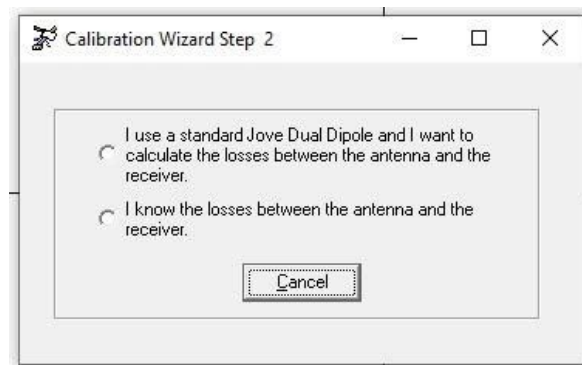 Calibration Wizard Step 2
I use a standard Jove Dual Dipole and I want to
calculate the losses between the antenna and the
receiver.
I know the losses between the antenna and the
receiver.
Cancel